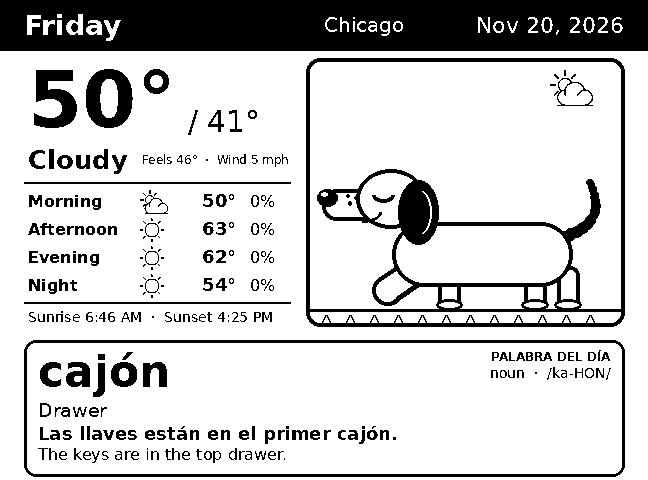 Friday Chicago Nov 20, 2026
50° / 41°
Cloudy Feels 46° · Wind 5 mph
Morning 50° 0%
Afternoon 63° 0%
Evening 62° 0%
Night 54° 0%
Sunrise 6:46 AM · Sunset 4:25 PM
cajón
PALABRA DEL DÍA
noun · /ka-HON/
Drawer
Las llaves están en el primer cajón.
The keys are in the top drawer.